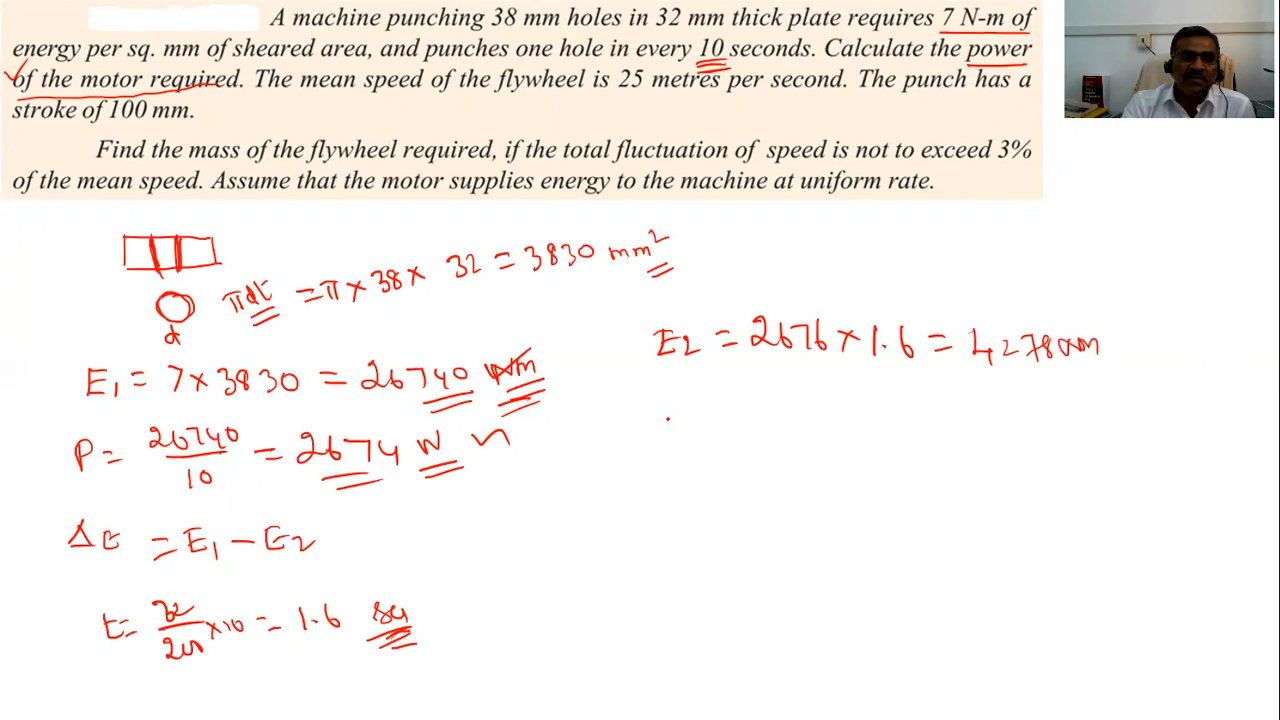 A machine punching 38 mm holes in 32 mm thick plate requires 7 N-m of
energy per sq. mm of sheared area, and punches one hole in every 10 seconds. Calculate the power
of the motor required. The mean speed of the flywheel is 25 metres per second. The punch has a
stroke of 100 mm.
Find the mass of the flywheel required, if the total fluctuation of speed is not to exceed 3%
of the mean speed. Assume that the motor supplies energy to the machine at uniform rate.
πdt = π × 38 × 32 = 3830 mm²
d
E1 = 7 × 3830 = 26740
P = 26740/10 = 2674 W
ΔE = E1 − E2
t = 32/200 × 10 = 1.6
E2 = 2676 × 1.6 = 4278 Nm